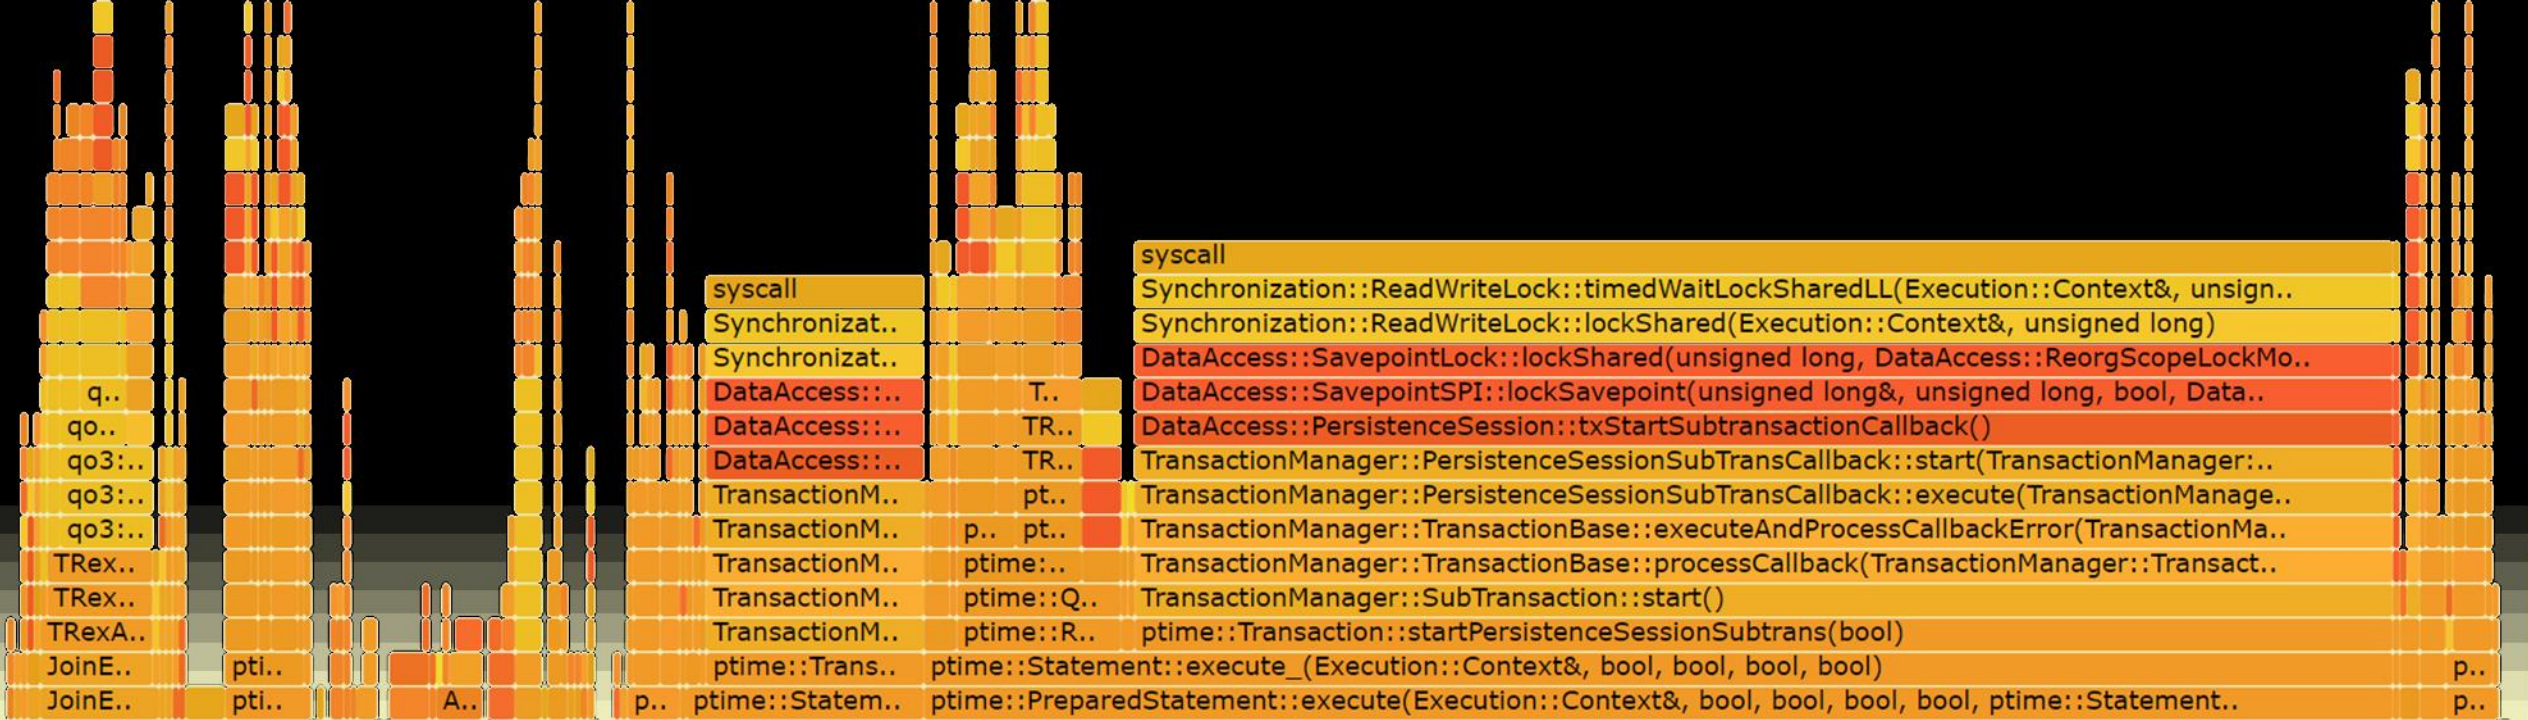 syscall
syscall Synchronization::ReadWriteLock::timedWaitLockSharedLL(Execution::Context&, unsign..
Synchronizat.. Synchronization::ReadWriteLock::lockShared(Execution::Context&, unsigned long)
Synchronizat.. DataAccess::SavepointLock::lockShared(unsigned long, DataAccess::ReorgScopeLockMo..
q.. DataAccess::.. T.. DataAccess::SavepointSPI::lockSavepoint(unsigned long&, unsigned long, bool, Data..
qo.. DataAccess::.. TR.. DataAccess::PersistenceSession::txStartSubtransactionCallback()
qo3:.. DataAccess::.. TR.. TransactionManager::PersistenceSessionSubTransCallback::start(TransactionManager:..
qo3:.. TransactionM.. pt.. TransactionManager::PersistenceSessionSubTransCallback::execute(TransactionManage..
qo3:.. TransactionM.. p.. pt.. TransactionManager::TransactionBase::executeAndProcessCallbackError(TransactionMa..
TRex.. TransactionM.. ptime:.. TransactionManager::TransactionBase::processCallback(TransactionManager::Transact..
TRex.. TransactionM.. ptime::Q.. TransactionManager::SubTransaction::start()
TRexA.. TransactionM.. ptime::R.. ptime::Transaction::startPersistenceSessionSubtrans(bool)
JoinE.. pti.. ptime::Trans.. ptime::Statement::execute_(Execution::Context&, bool, bool, bool, bool) p..
JoinE.. pti.. A.. p.. ptime::Statem.. ptime::PreparedStatement::execute(Execution::Context&, bool, bool, bool, bool, ptime::Statement.. p..